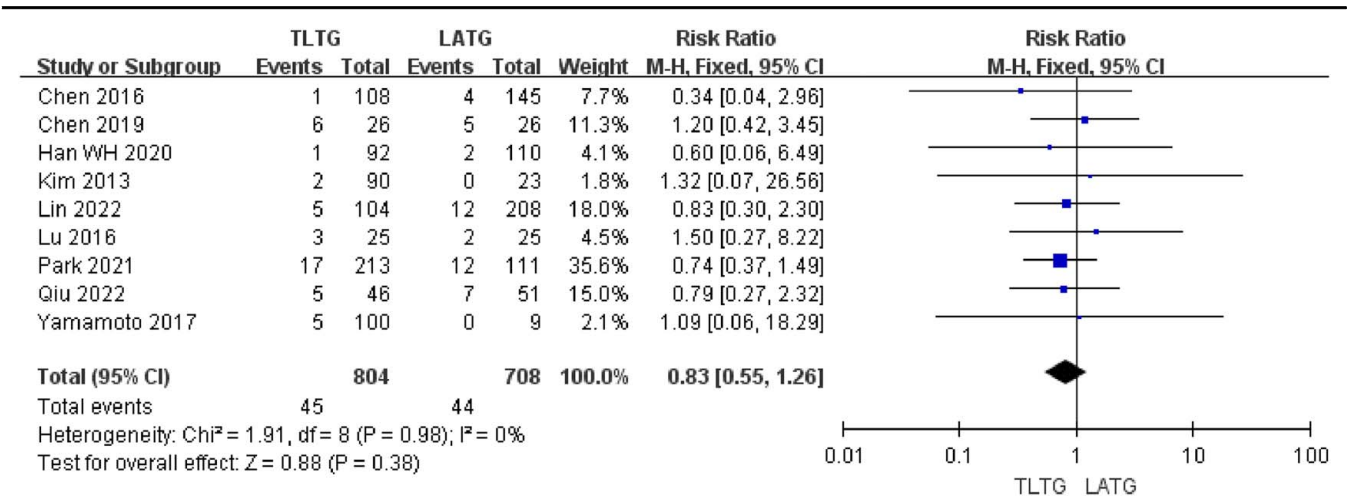 TLTG LATG Risk Ratio Risk Ratio
Study or Subgroup Events Total Events Total Weight M-H, Fixed, 95% CI M-H, Fixed, 95% CI
Chen 2016 1 108 4 145 7.7% 0.34 [0.04, 2.96]
Chen 2019 6 26 5 26 11.3% 1.20 [0.42, 3.45]
Han WH 2020 1 92 2 110 4.1% 0.60 [0.06, 6.49]
Kim 2013 2 90 0 23 1.8% 1.32 [0.07, 26.56]
Lin 2022 5 104 12 208 18.0% 0.83 [0.30, 2.30]
Lu 2016 3 25 2 25 4.5% 1.50 [0.27, 8.22]
Park 2021 17 213 12 111 35.6% 0.74 [0.37, 1.49]
Qiu 2022 5 46 7 51 15.0% 0.79 [0.27, 2.32]
Yamamoto 2017 5 100 0 9 2.1% 1.09 [0.06, 18.29]
Total (95% CI) 804 708 100.0% 0.83 [0.55, 1.26]
Total events 45 44
Heterogeneity: Chi² = 1.91, df = 8 (P = 0.98); I² = 0%
Test for overall effect: Z = 0.88 (P = 0.38)
0.01 0.1 1 10 100
TLTG LATG